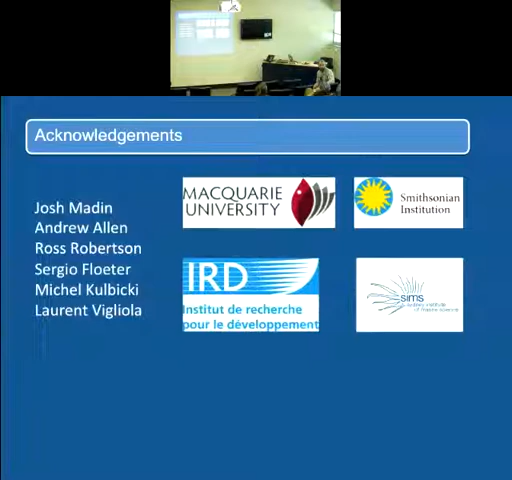 Acknowledgements
Josh Madin
Andrew Allen
Ross Robertson
Sergio Floeter
Michel Kulbicki
Laurent Vigliola
MACQUARIE
UNIVERSITY
Smithsonian
Institution
IRD
Institut de recherche
pour le développement
sims